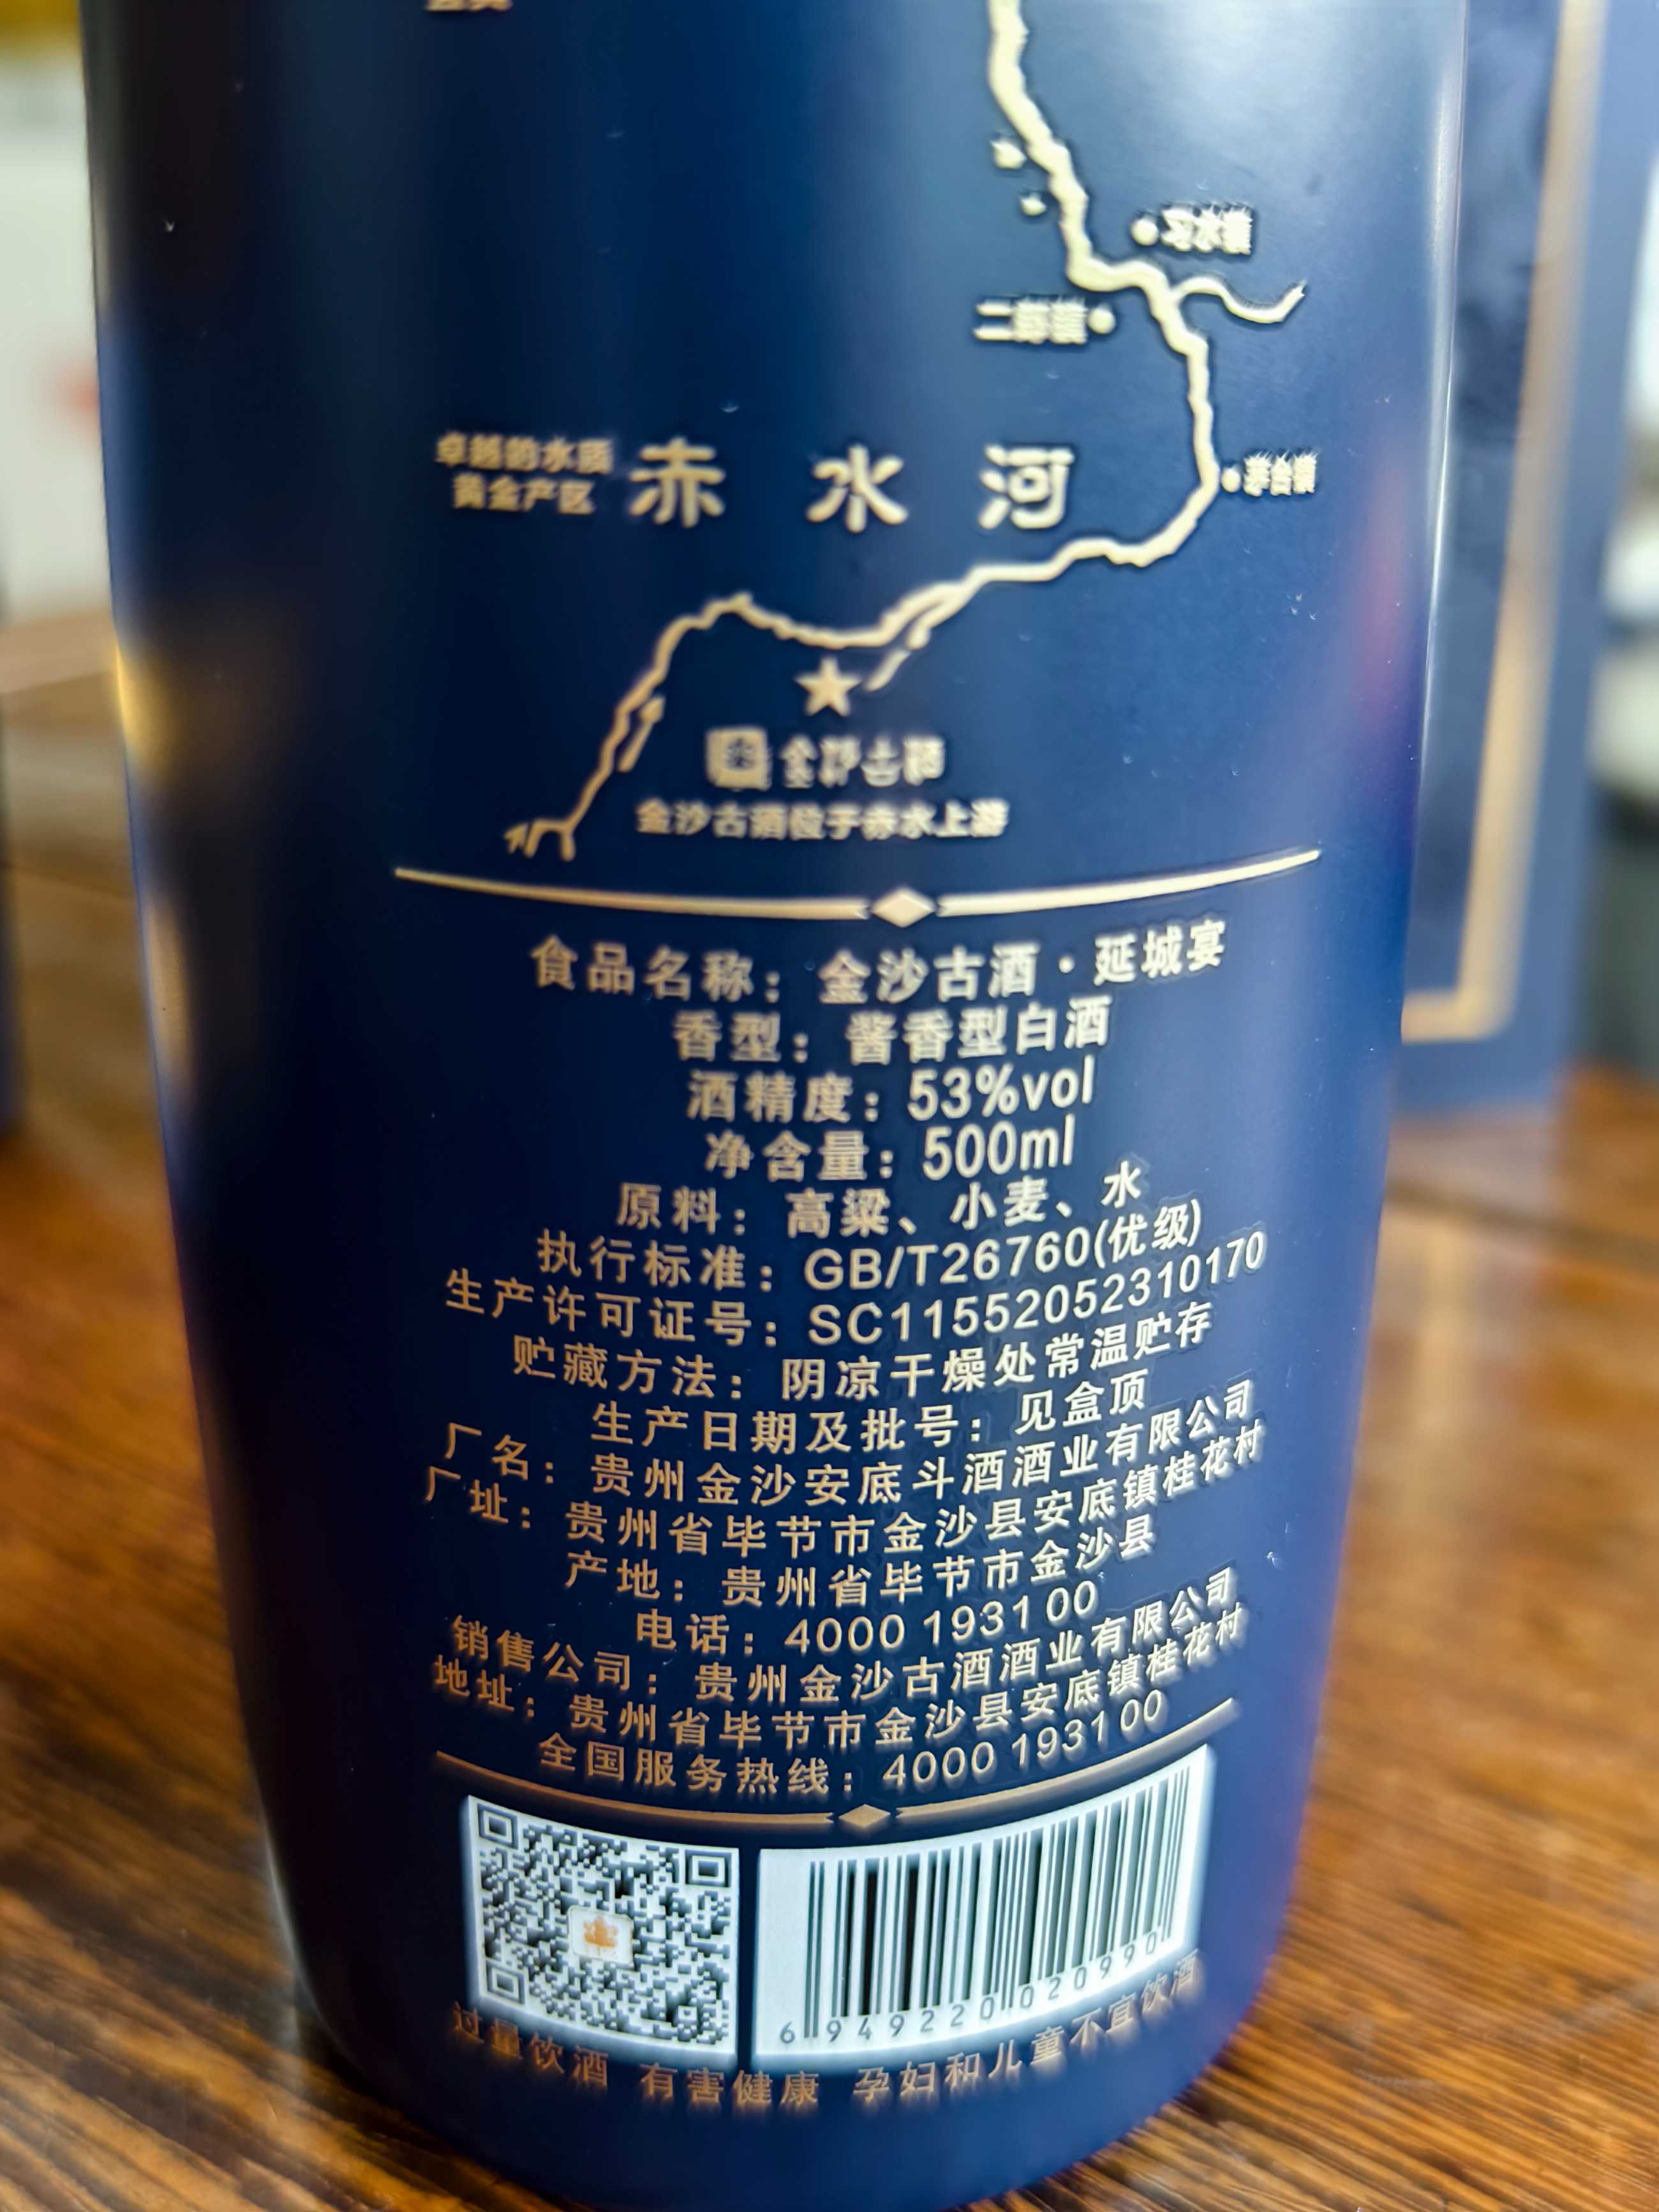 卓越的水质
黄金产区
赤水河
二郎镇
茅台镇
金沙古酒
金沙古酒位于赤水上游
食品名称：金沙古酒·延城宴
香型：酱香型白酒
酒精度：53%vol
净含量：500ml
原料：高粱、小麦、水
执行标准：GB/T26760(优级)
生产许可证号：SC11552052310170
贮藏方法：阴凉干燥处常温贮存
生产日期及批号：见盒顶
厂名：贵州金沙安底斗酒酒业有限公司
厂址：贵州省毕节市金沙县安底镇桂花村
产地：贵州省毕节市金沙县
电话：4000 1931 00
销售公司：贵州金沙古酒酒业有限公司
地址：贵州省毕节市金沙县安底镇桂花村
全国服务热线：4000 1931 00
6949220020990
过量饮酒 有害健康 孕妇和儿童不宜饮酒